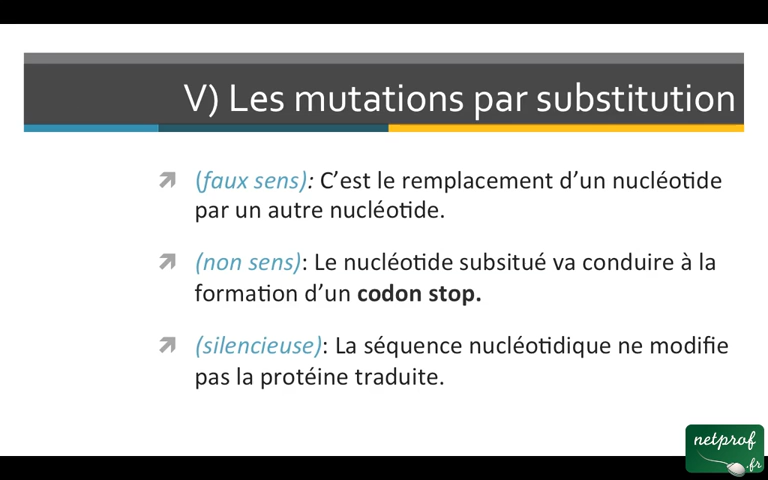 V) Les mutations par substitution
(faux sens): C’est le remplacement d’un nucléotide
par un autre nucléotide.
(non sens): Le nucléotide subsitué va conduire à la
formation d’un codon stop.
(silencieuse): La séquence nucléotidique ne modifie
pas la protéine traduite.
netprof
.fr